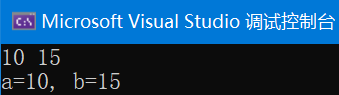 Microsoft Visual Studio 调试控制台
10 15
a=10, b=15